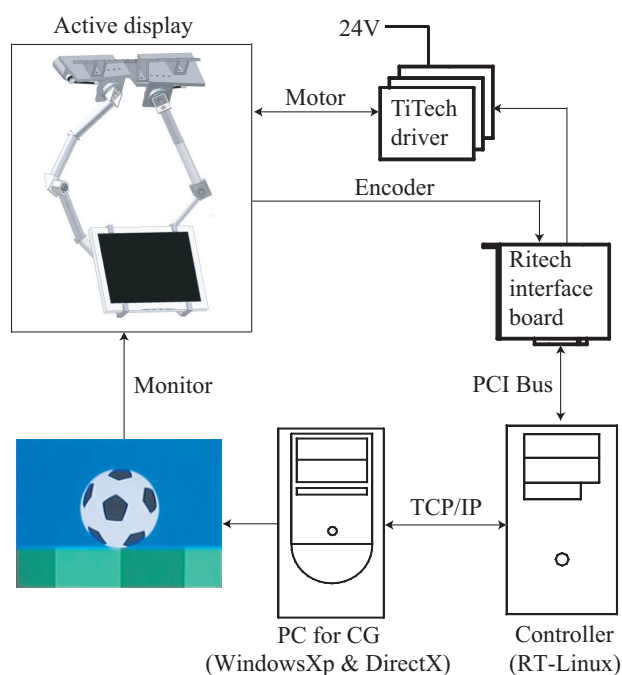 Active display
24V
Motor
TiTech
driver
Encoder
Ritech
interface
board
Monitor
PCI Bus
TCP/IP
PC for CG
(WindowsXp & DirectX)
Controller
(RT-Linux)